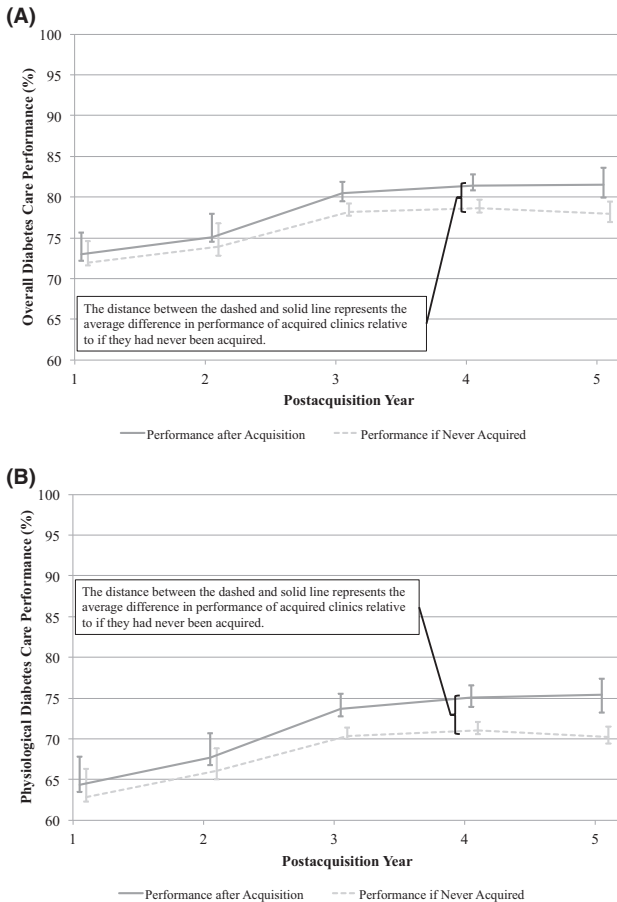 (A)
Overall Diabetes Care Performance (%)
100
95
90
85
80
75
70
65
60
The distance between the dashed and solid line represents the
average difference in performance of acquired clinics relative
to if they had never been acquired.
1 2 3 4 5
Postacquisition Year
Performance after Acquisition Performance if Never Acquired
(B)
Physiological Diabetes Care Performance (%)
100
95
90
85
80
75
70
65
60
The distance between the dashed and solid line represents the
average difference in performance of acquired clinics relative
to if they had never been acquired.
1 2 3 4 5
Postacquisition Year
Performance after Acquisition Performance if Never Acquired